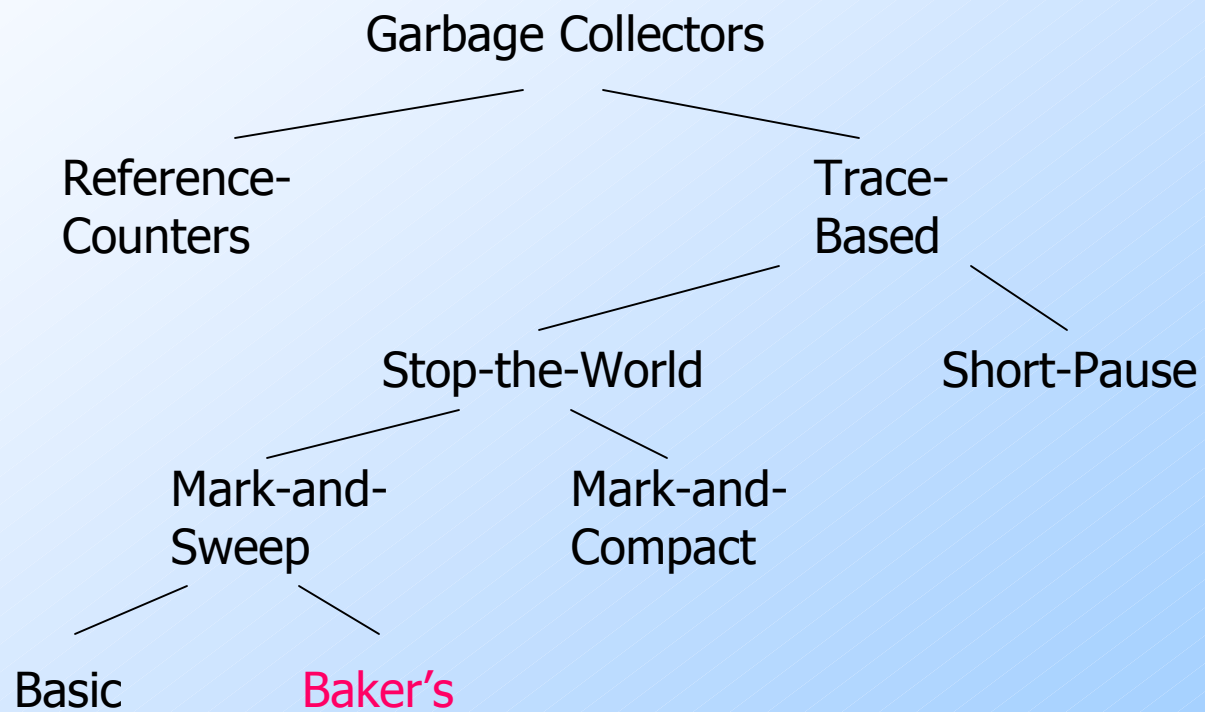 Garbage Collectors
Reference-
Counters
Trace-
Based
Stop-the-World
Short-Pause
Mark-and-
Sweep
Mark-and-
Compact
Basic
Baker’s